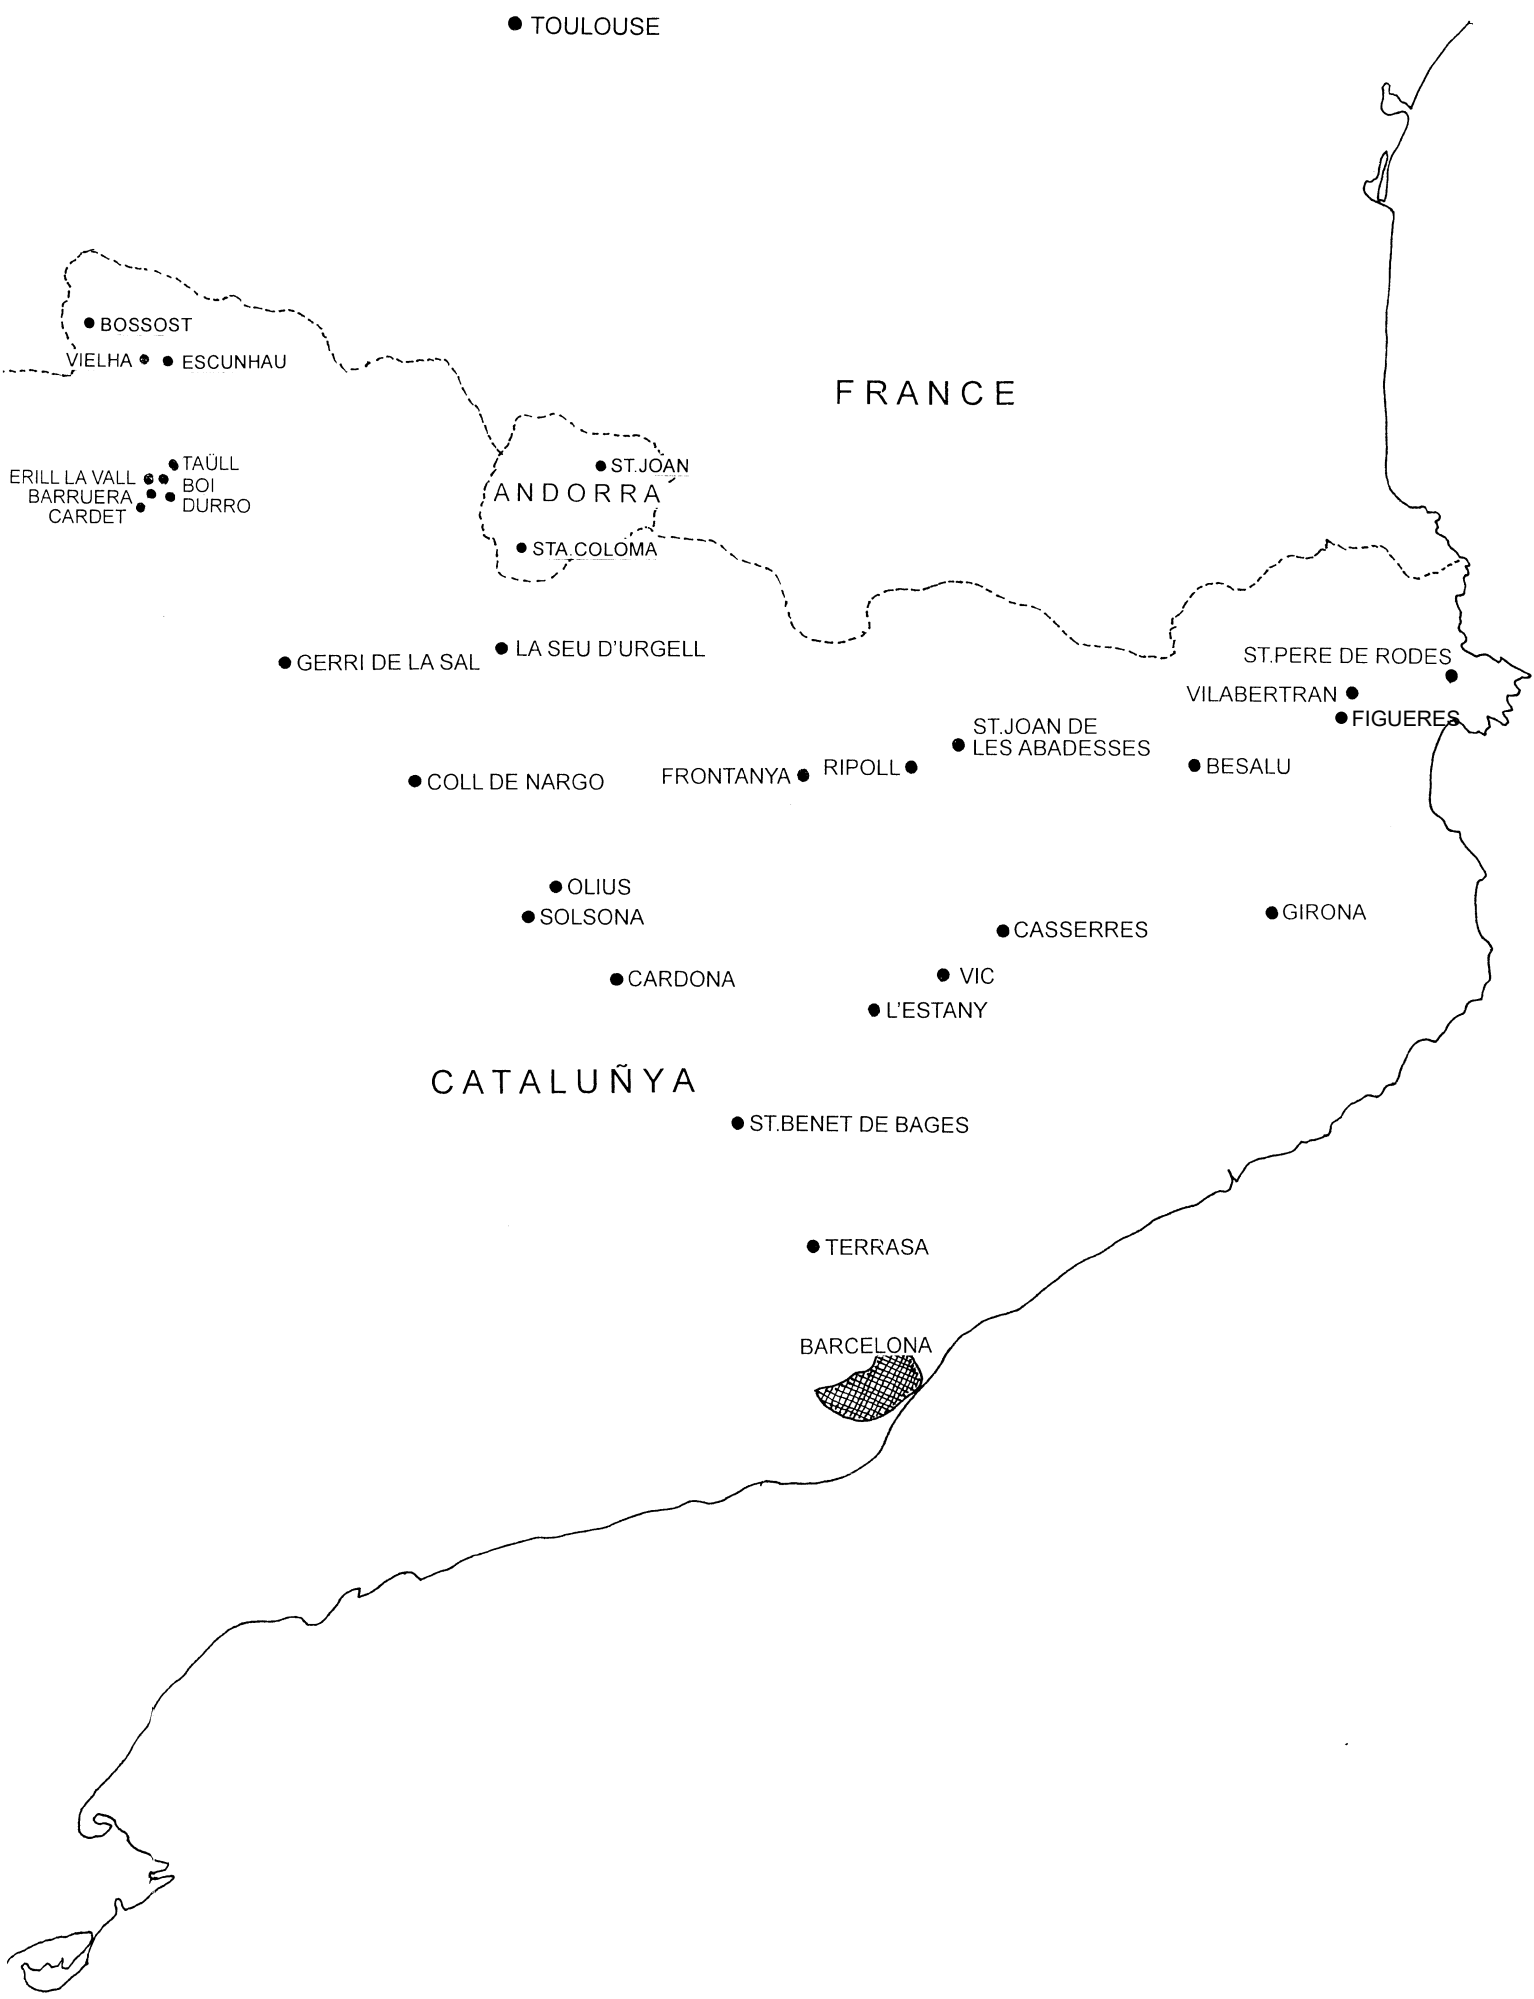 TOULOUSE
BOSSOST
VIELHA
ESCUNHAU
FRANCE
TAÜLL
ERILL LA VALL
BOI
BARRUERA
DURRO
CARDET
ST.JOAN
ANDORRA
STA.COLOMA
LA SEU D'URGELL
GERRI DE LA SAL
ST.PERE DE RODES
VILABERTRAN
FIGUERES
ST.JOAN DE
LES ABADESSES
RIPOLL
FRONTANYA
BESALU
COLL DE NARGO
OLIUS
SOLSONA
GIRONA
CASSERRES
CARDONA
VIC
L'ESTANY
CATALUÑYA
ST.BENET DE BAGES
TERRASA
BARCELONA